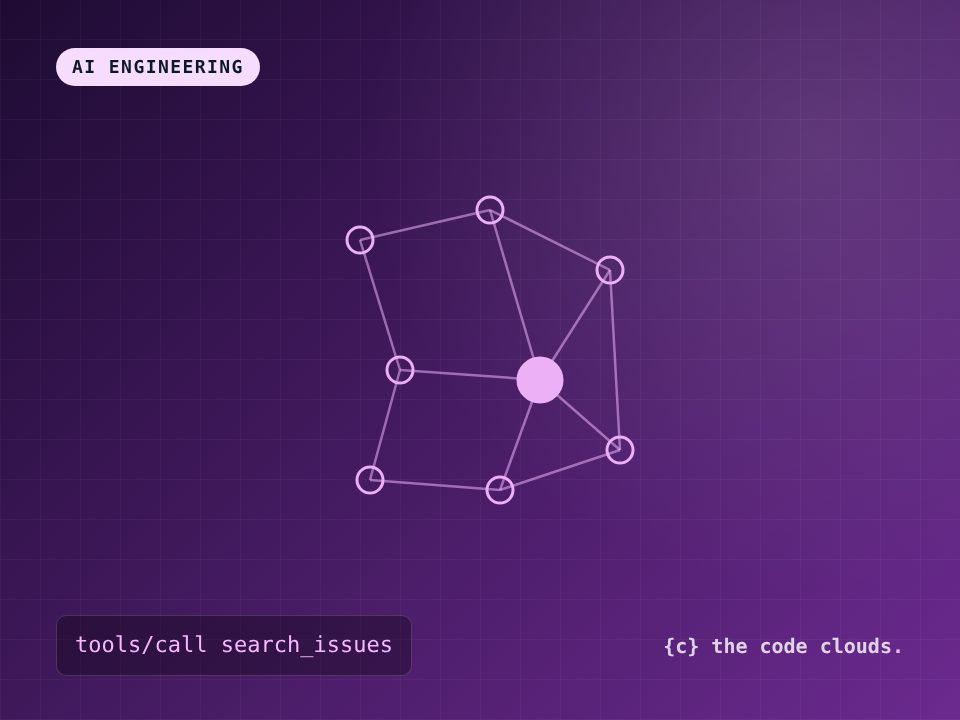 AI ENGINEERING
tools/call search_issues
{c} the code clouds.